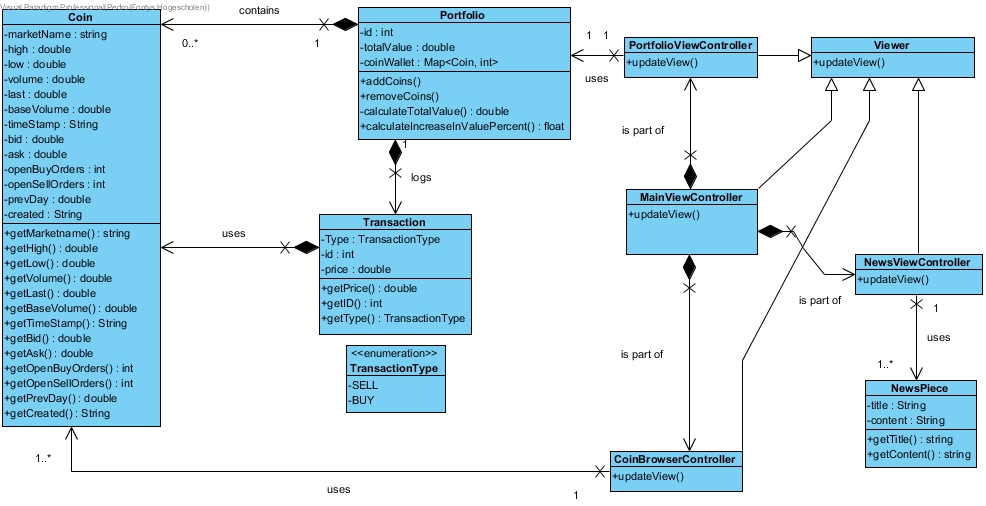 Visual Paradigm Professional(Pedro(Fontys Hogescholen))
Coin
-marketName : string
-high : double
-low : double
-volume : double
-last : double
-baseVolume : double
-timeStamp : String
-bid : double
-ask : double
-openBuyOrders : int
-openSellOrders : int
-prevDay : double
-created : String
+getMarketname() : string
+getHigh() : double
+getLow() : double
+getVolume() : double
+getLast() : double
+getBaseVolume() : double
+getTimeStamp() : String
+getBid() : double
+getAsk() : double
+getOpenBuyOrders() : int
+getOpenSellOrders() : int
+getPrevDay() : double
+getCreated() : String
contains
0..*
1
Portfolio
-id : int
-totalValue : double
-coinWallet : Map<Coin, int>
+addCoins()
+removeCoins()
-calculateTotalValue() : double
+calculateIncreaseInValuePercent() : float
1 1
uses
PortfolioViewController
+updateView()
Viewer
+updateView()
1
logs
is part of
MainViewController
+updateView()
uses
Transaction
-Type : TransactionType
-id : int
-price : double
+getPrice() : double
+getID() : int
+getType() : TransactionType
<<enumeration>>
TransactionType
-SELL
-BUY
NewsViewController
+updateView()
is part of
1
uses
1..*
is part of
NewsPiece
-title : String
-content : String
+getTitle() : string
+getContent() : string
CoinBrowserController
+updateView()
1..*
uses
1